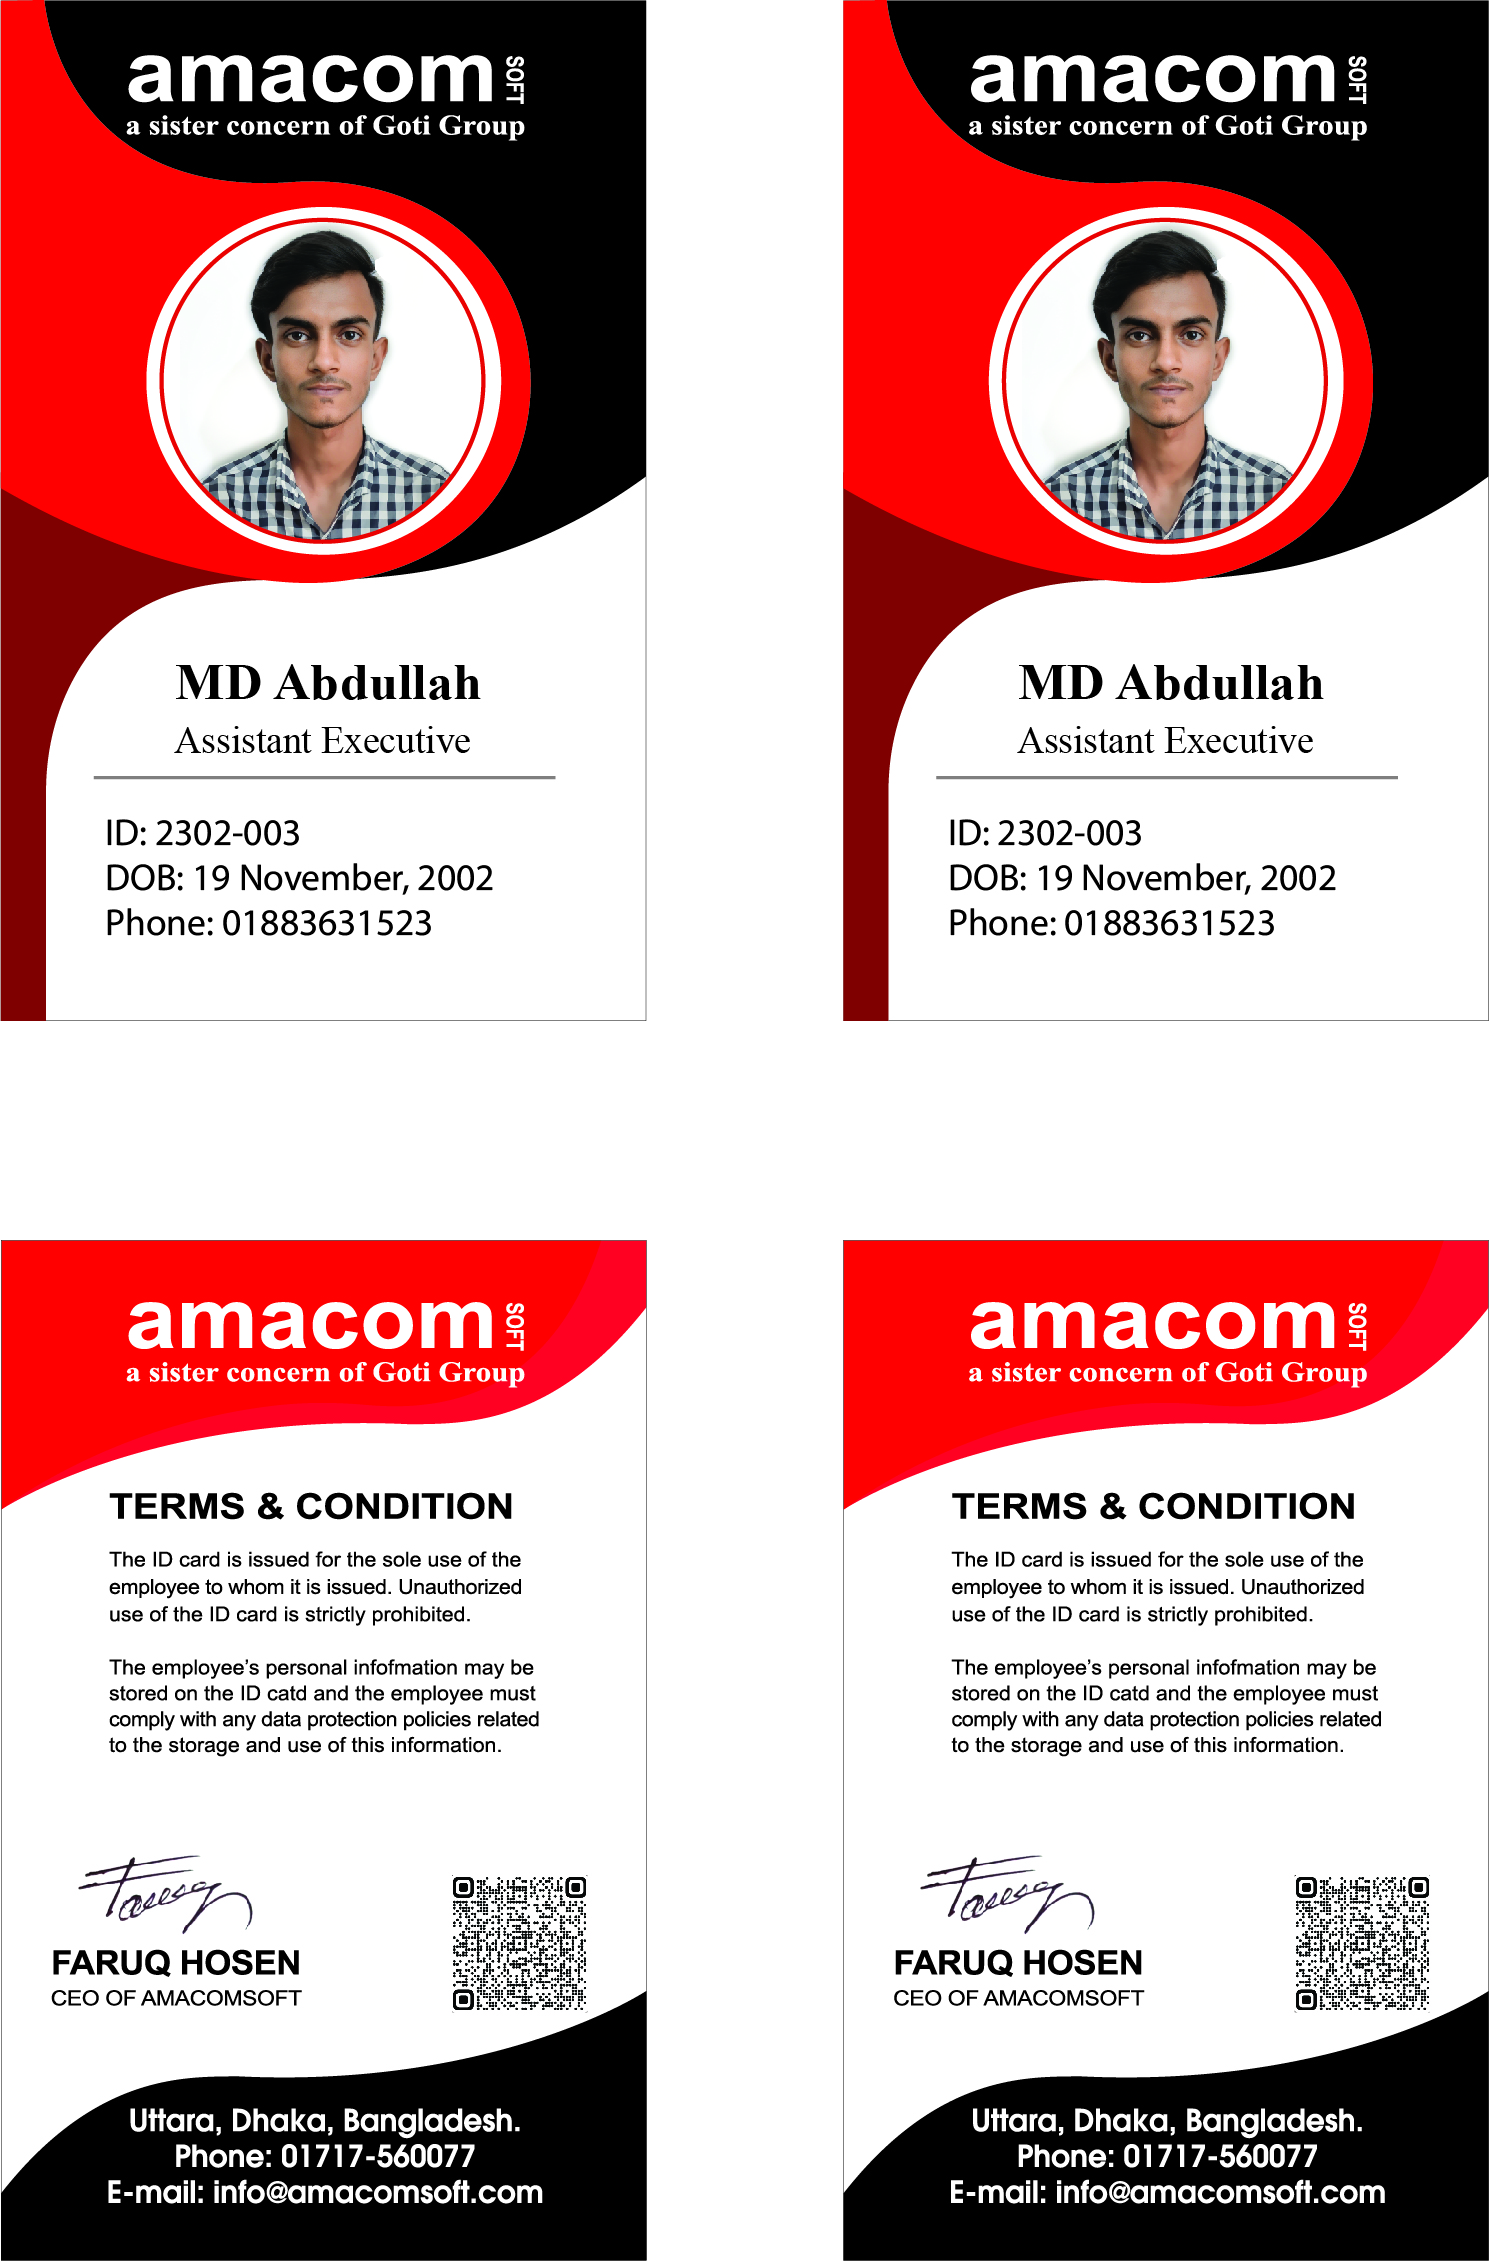 amacom SOFT
a sister concern of Goti Group
MD Abdullah
Assistant Executive
ID: 2302-003
DOB: 19 November, 2002
Phone: 01883631523
amacom SOFT
a sister concern of Goti Group
MD Abdullah
Assistant Executive
ID: 2302-003
DOB: 19 November, 2002
Phone: 01883631523
amacom SOFT
a sister concern of Goti Group
TERMS & CONDITION
The ID card is issued for the sole use of the
employee to whom it is issued. Unauthorized
use of the ID card is strictly prohibited.
The employee’s personal infofmation may be
stored on the ID catd and the employee must
comply with any data protection policies related
to the storage and use of this information.
Faruq
FARUQ HOSEN
CEO OF AMACOMSOFT
Uttara, Dhaka, Bangladesh.
Phone: 01717-560077
E-mail: info@amacomsoft.com
amacom SOFT
a sister concern of Goti Group
TERMS & CONDITION
The ID card is issued for the sole use of the
employee to whom it is issued. Unauthorized
use of the ID card is strictly prohibited.
The employee’s personal infofmation may be
stored on the ID catd and the employee must
comply with any data protection policies related
to the storage and use of this information.
Faruq
FARUQ HOSEN
CEO OF AMACOMSOFT
Uttara, Dhaka, Bangladesh.
Phone: 01717-560077
E-mail: info@amacomsoft.com